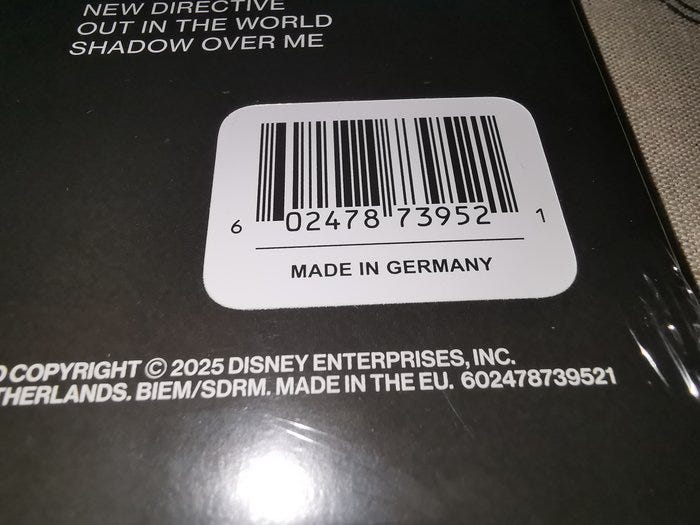 NEW DIRECTIVE
OUT IN THE WORLD
SHADOW OVER ME
6 02478 73952 1
MADE IN GERMANY
COPYRIGHT © 2025 DISNEY ENTERPRISES, INC.
BIEM/SDRM. MADE IN THE EU. 602478739521